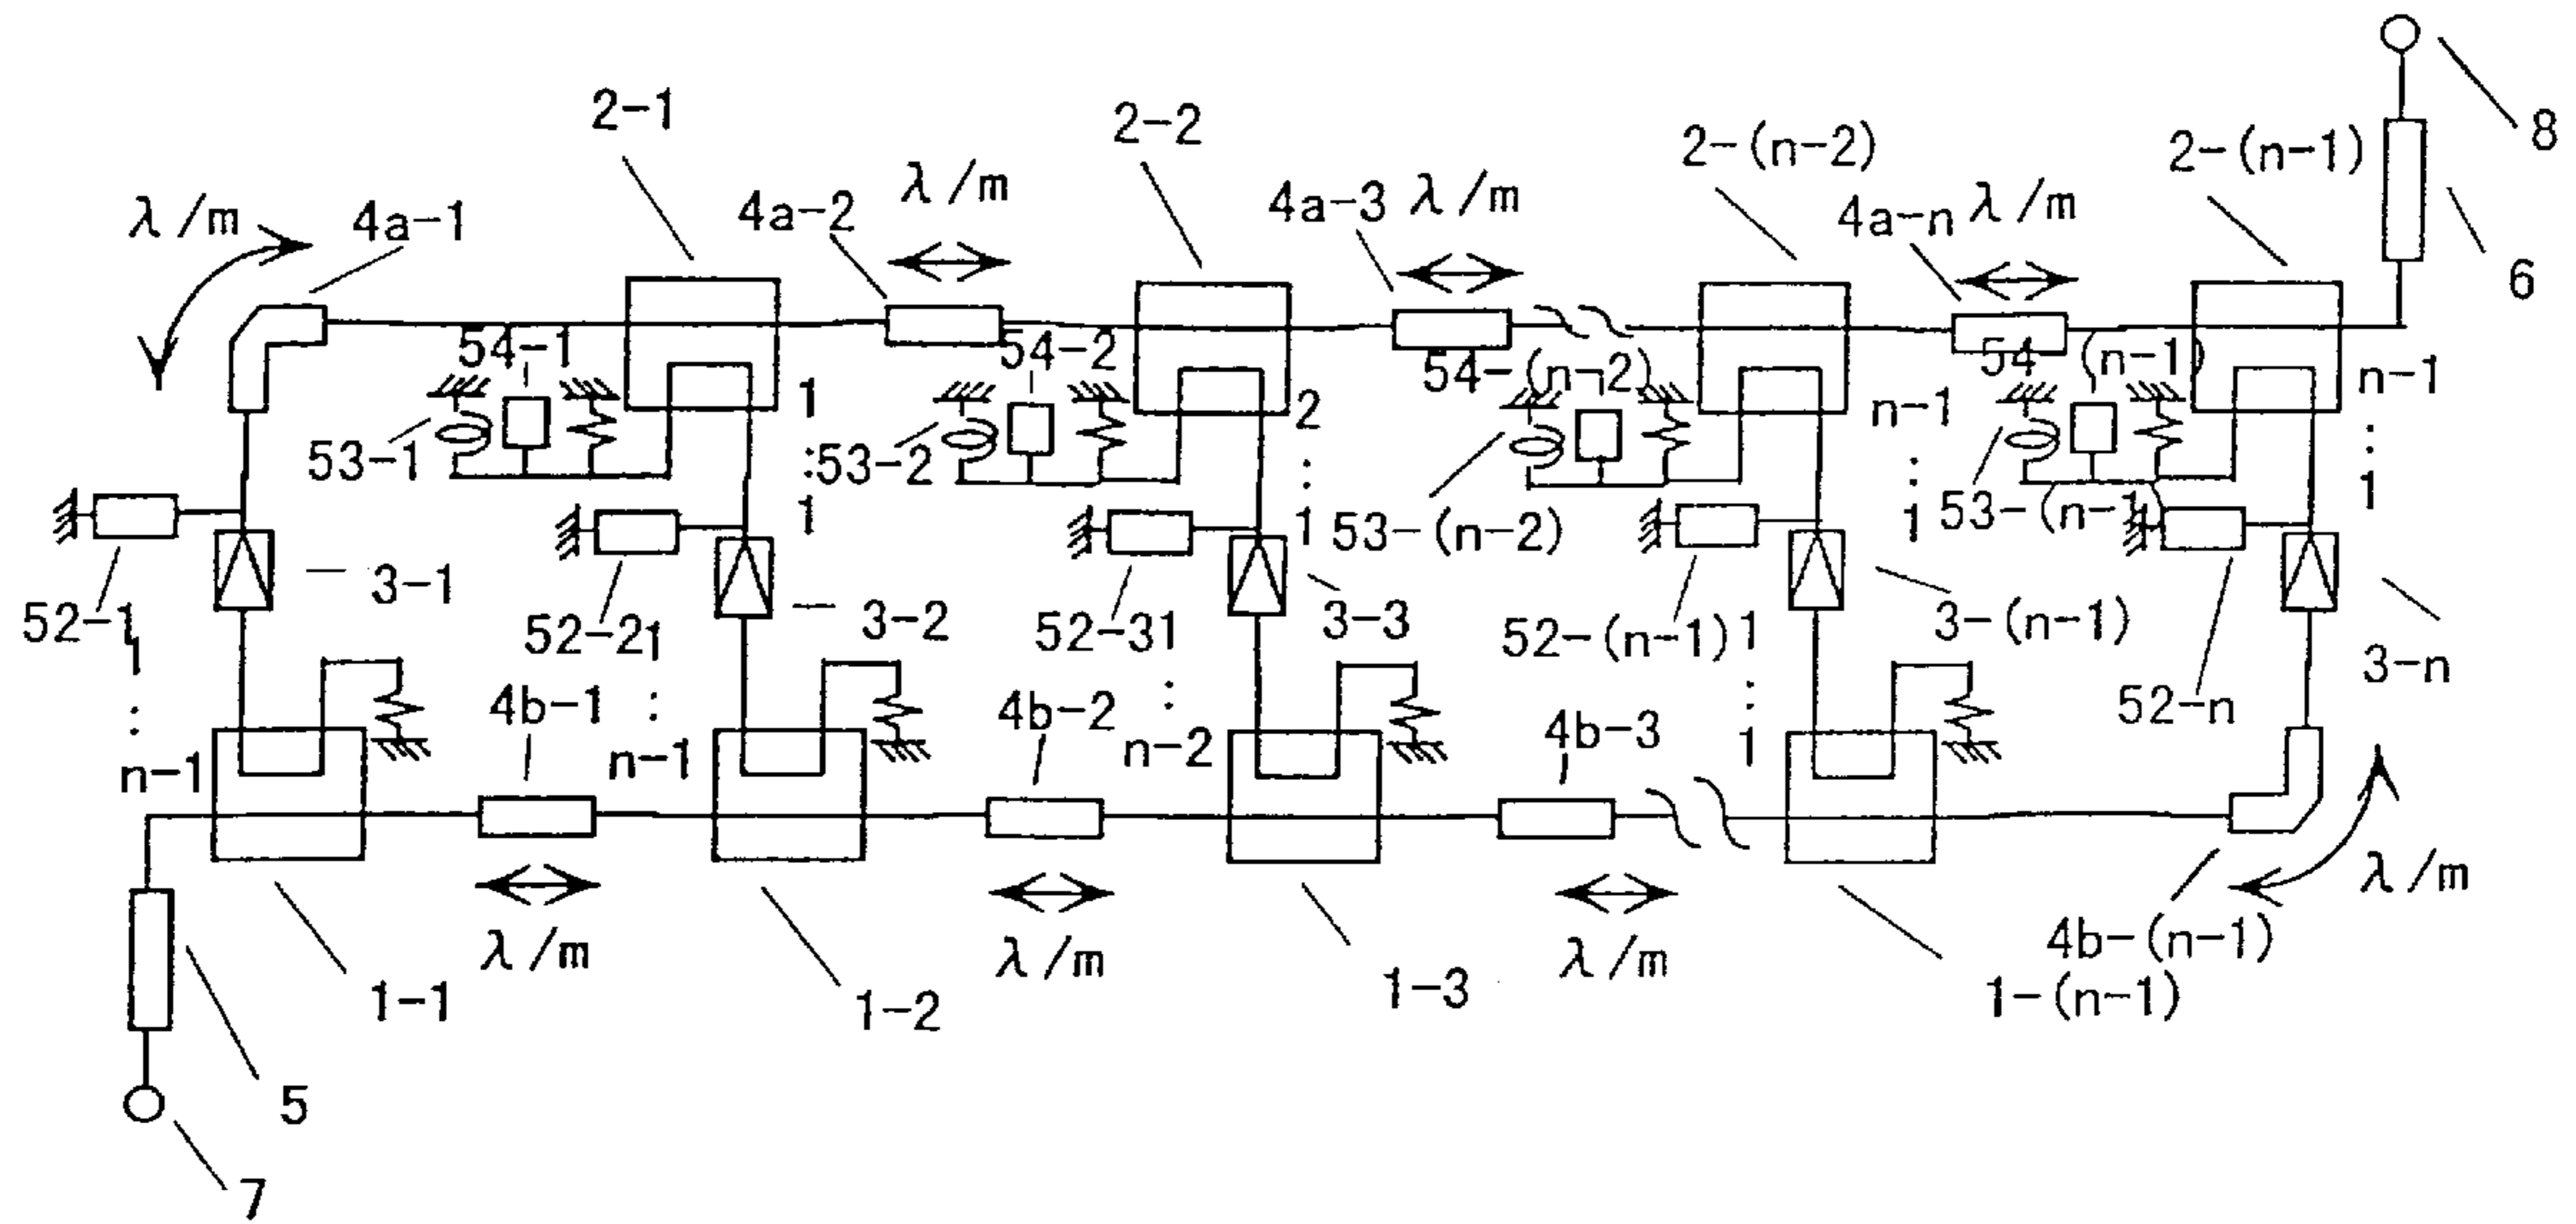 8
2-1
2-2
2-(n-2)
2-(n-1)
λ/m
4a-1
4a-2
λ/m
4a-3
λ/m
4a-n
λ/m
6
54-1
54-2
54-(n-2)
54-(n-1)
1
:
1
2
:
1
n-1
:
1
n-1
:
1
53-1
53-2
53-(n-2)
53-(n-1)
52-1
3-1
52-2
3-2
52-3
3-3
52-(n-1)
3-(n-1)
52-n
3-n
1
:
n-1
1
:
n-1
1
:
n-2
1
:
1
4b-1
4b-2
4b-3
λ/m
λ/m
λ/m
λ/m
4b-(n-1)
5
1-1
1-2
1-3
1-(n-1)
7